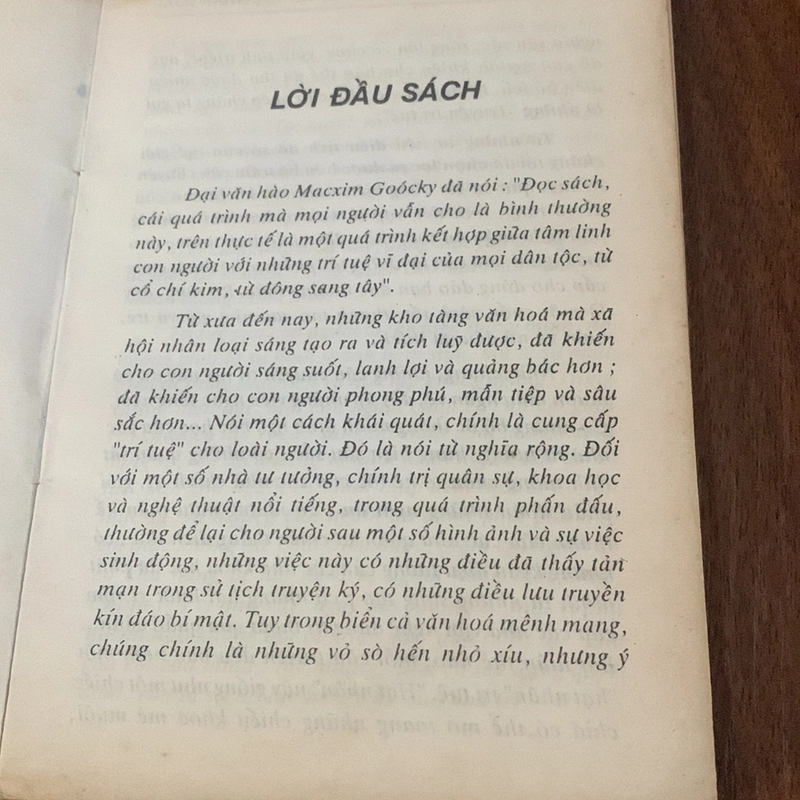 LỜI ĐẦU SÁCH
Đại văn hào Macxim Goócky đã nói : "Đọc sách,
cái quá trình mà mọi người vẫn cho là bình thường
này, trên thực tế là một quá trình kết hợp giữa tâm linh
con người với những trí tuệ vĩ đại của mọi dân tộc, từ
cổ chí kim, từ đông sang tây".
Từ xưa đến nay, những kho tàng văn hoá mà xã
hội nhân loại sáng tạo ra và tích luỹ được, đã khiến
cho con người sáng suốt, lanh lợi và quảng bác hơn ;
đã khiến cho con người phong phú, mẫn tiệp và sâu
sắc hơn... Nói một cách khái quát, chính là cung cấp
"trí tuệ" cho loài người. Đó là nói từ nghĩa rộng. Đối
với một số nhà tư tưởng, chính trị quân sự, khoa học
và nghệ thuật nổi tiếng, trong quá trình phấn đấu,
thường để lại cho người sau một số hình ảnh và sự việc
sinh động, những việc này có những điều đã thấy tản
mạn trong sử tịch truyện ký, có những điều lưu truyền
kín đáo bí mật. Tuy trong biển cả văn hoá mênh mang,
chúng chính là những vỏ sò hến nhỏ xíu, nhưng ý